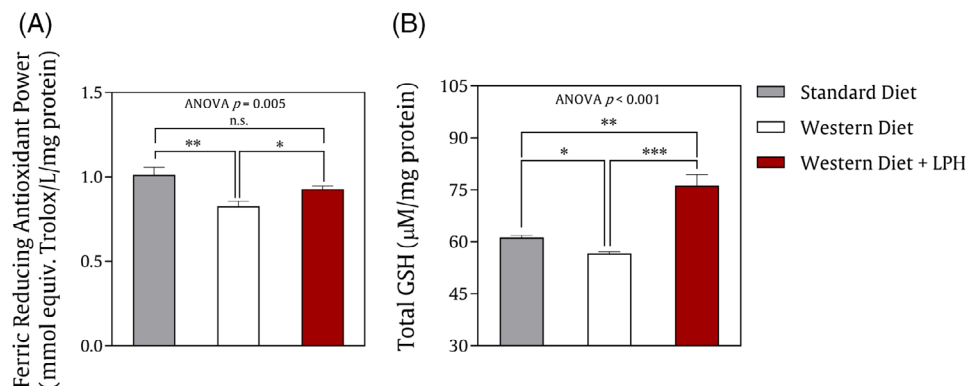 (A)
Ferric Reducing Antioxidant Power
(mmol equiv. Trolox/L/mg protein)
1.5
1.0
0.5
0.0
ANOVA p = 0.005
n.s.
**
*
(B)
Total GSH (μM/mg protein)
105
90
75
60
45
30
ANOVA p < 0.001
**
*
***
Standard Diet
Western Diet
Western Diet + LPH